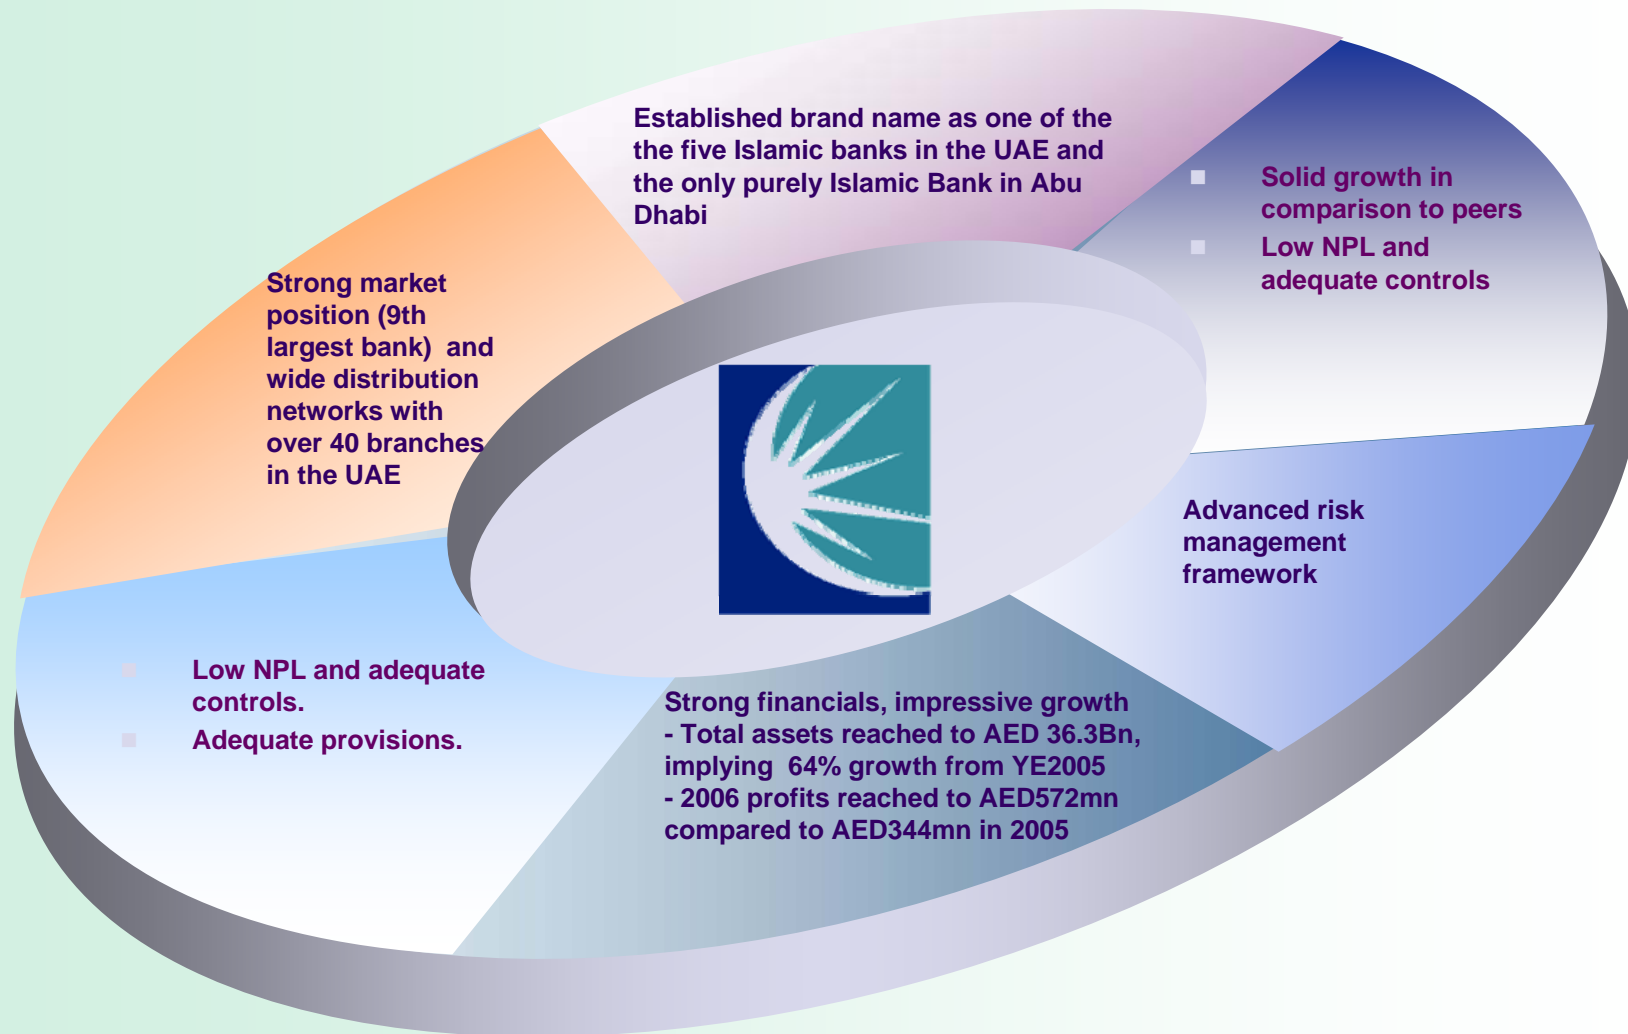 Established brand name as one of the
the five Islamic banks in the UAE and
the only purely Islamic Bank in Abu
Dhabi
Solid growth in
comparison to peers
Low NPL and
adequate controls
Strong market
position (9th
largest bank)  and
wide distribution
networks with
over 40 branches
in the UAE
Advanced risk
management
framework
Low NPL and adequate
controls.
Adequate provisions.
Strong financials, impressive growth
- Total assets reached to AED 36.3Bn,
implying  64% growth from YE2005
- 2006 profits reached to AED572mn
compared to AED344mn in 2005